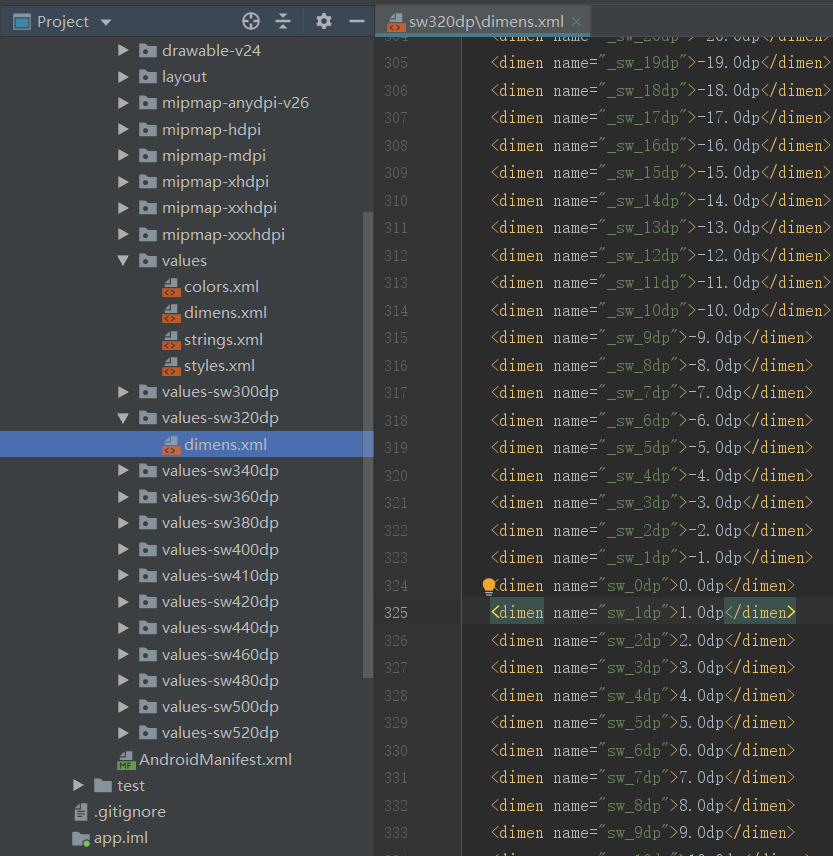 Project
drawable-v24
layout
mipmap-anydpi-v26
mipmap-hdpi
mipmap-mdpi
mipmap-xhdpi
mipmap-xxhdpi
mipmap-xxxhdpi
values
colors.xml
dimens.xml
strings.xml
styles.xml
values-sw300dp
values-sw320dp
dimens.xml
values-sw340dp
values-sw360dp
values-sw380dp
values-sw400dp
values-sw410dp
values-sw420dp
values-sw440dp
values-sw460dp
values-sw480dp
values-sw500dp
values-sw520dp
MF AndroidManifest.xml
test
.gitignore
app.iml
sw320dp\dimens.xml
304 <dimen name="_sw_20dp">-20.0dp</dimen>
305 <dimen name="_sw_19dp">-19.0dp</dimen>
306 <dimen name="_sw_18dp">-18.0dp</dimen>
307 <dimen name="_sw_17dp">-17.0dp</dimen>
308 <dimen name="_sw_16dp">-16.0dp</dimen>
309 <dimen name="_sw_15dp">-15.0dp</dimen>
310 <dimen name="_sw_14dp">-14.0dp</dimen>
311 <dimen name="_sw_13dp">-13.0dp</dimen>
312 <dimen name="_sw_12dp">-12.0dp</dimen>
313 <dimen name="_sw_11dp">-11.0dp</dimen>
314 <dimen name="_sw_10dp">-10.0dp</dimen>
315 <dimen name="_sw_9dp">-9.0dp</dimen>
316 <dimen name="_sw_8dp">-8.0dp</dimen>
317 <dimen name="_sw_7dp">-7.0dp</dimen>
318 <dimen name="_sw_6dp">-6.0dp</dimen>
319 <dimen name="_sw_5dp">-5.0dp</dimen>
320 <dimen name="_sw_4dp">-4.0dp</dimen>
321 <dimen name="_sw_3dp">-3.0dp</dimen>
322 <dimen name="_sw_2dp">-2.0dp</dimen>
323 <dimen name="_sw_1dp">-1.0dp</dimen>
324 <dimen name="sw_0dp">0.0dp</dimen>
325 <dimen name="sw_1dp">1.0dp</dimen>
326 <dimen name="sw_2dp">2.0dp</dimen>
327 <dimen name="sw_3dp">3.0dp</dimen>
328 <dimen name="sw_4dp">4.0dp</dimen>
329 <dimen name="sw_5dp">5.0dp</dimen>
330 <dimen name="sw_6dp">6.0dp</dimen>
331 <dimen name="sw_7dp">7.0dp</dimen>
332 <dimen name="sw_8dp">8.0dp</dimen>
333 <dimen name="sw_9dp">9.0dp</dimen>